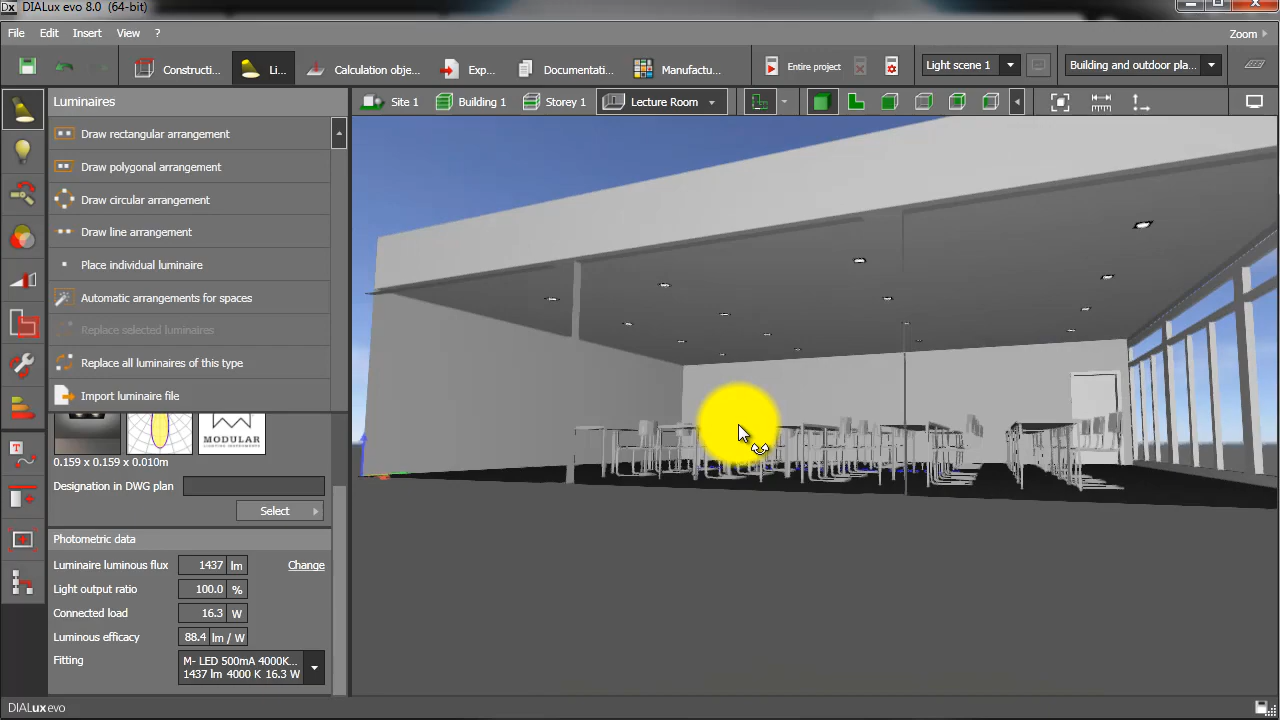 DIALux evo 8.0 (64-bit)
File Edit Insert View ? Zoom
Constructi... Li... Calculation obje... Exp... Documentati... Manufactu... Entire project Light scene 1 Building and outdoor pla...
Luminaires Site 1 Building 1 Storey 1 Lecture Room
Draw rectangular arrangement
Draw polygonal arrangement
Draw circular arrangement
Draw line arrangement
Place individual luminaire
Automatic arrangements for spaces
Replace selected luminaires
Replace all luminaires of this type
Import luminaire file
MODULAR
LIGHTING INSTRUMENTS
0.159 x 0.159 x 0.010m
Designation in DWG plan
Select
Photometric data
Luminaire luminous flux 1437 lm Change
Light output ratio 100.0 %
Connected load 16.3 W
Luminous efficacy 88.4 lm / W
Fitting M- LED 500mA 4000K...
1437 lm 4000 K 16.3 W
DIALux evo